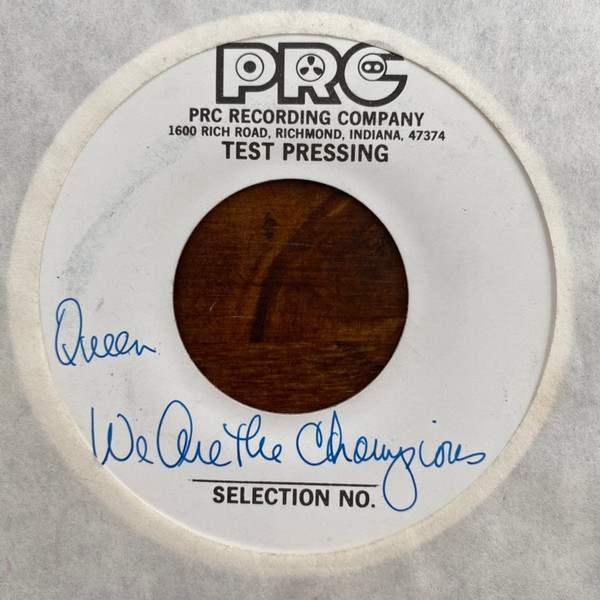 PRC
PRC RECORDING COMPANY
1600 RICH ROAD, RICHMOND, INDIANA, 47374
TEST PRESSING
Queen
We Are The Champions
SELECTION NO.